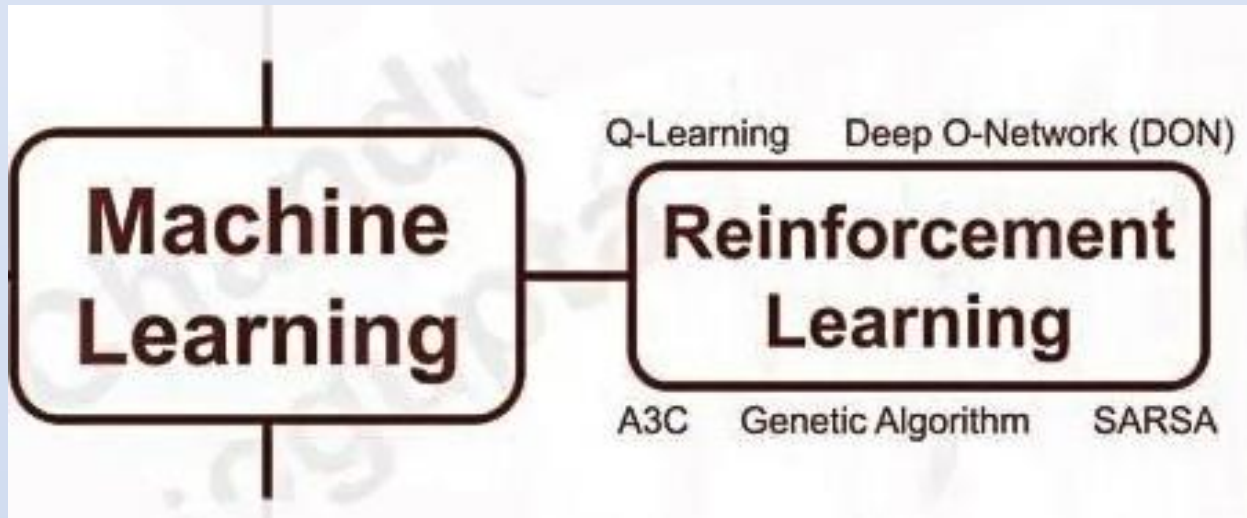 Machine
Learning
Q-Learning Deep O-Network (DON)
Reinforcement
Learning
A3C Genetic Algorithm SARSA